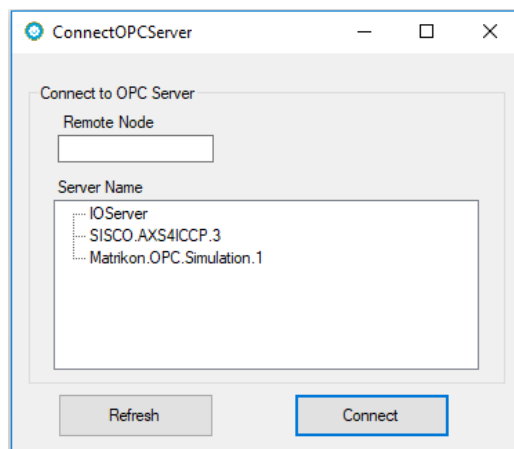 ConnectOPCServer
Connect to OPC Server
Remote Node
Server Name
IOServer
SISCO.AXS4ICCP.3
Matrikon.OPC.Simulation.1
Refresh
Connect